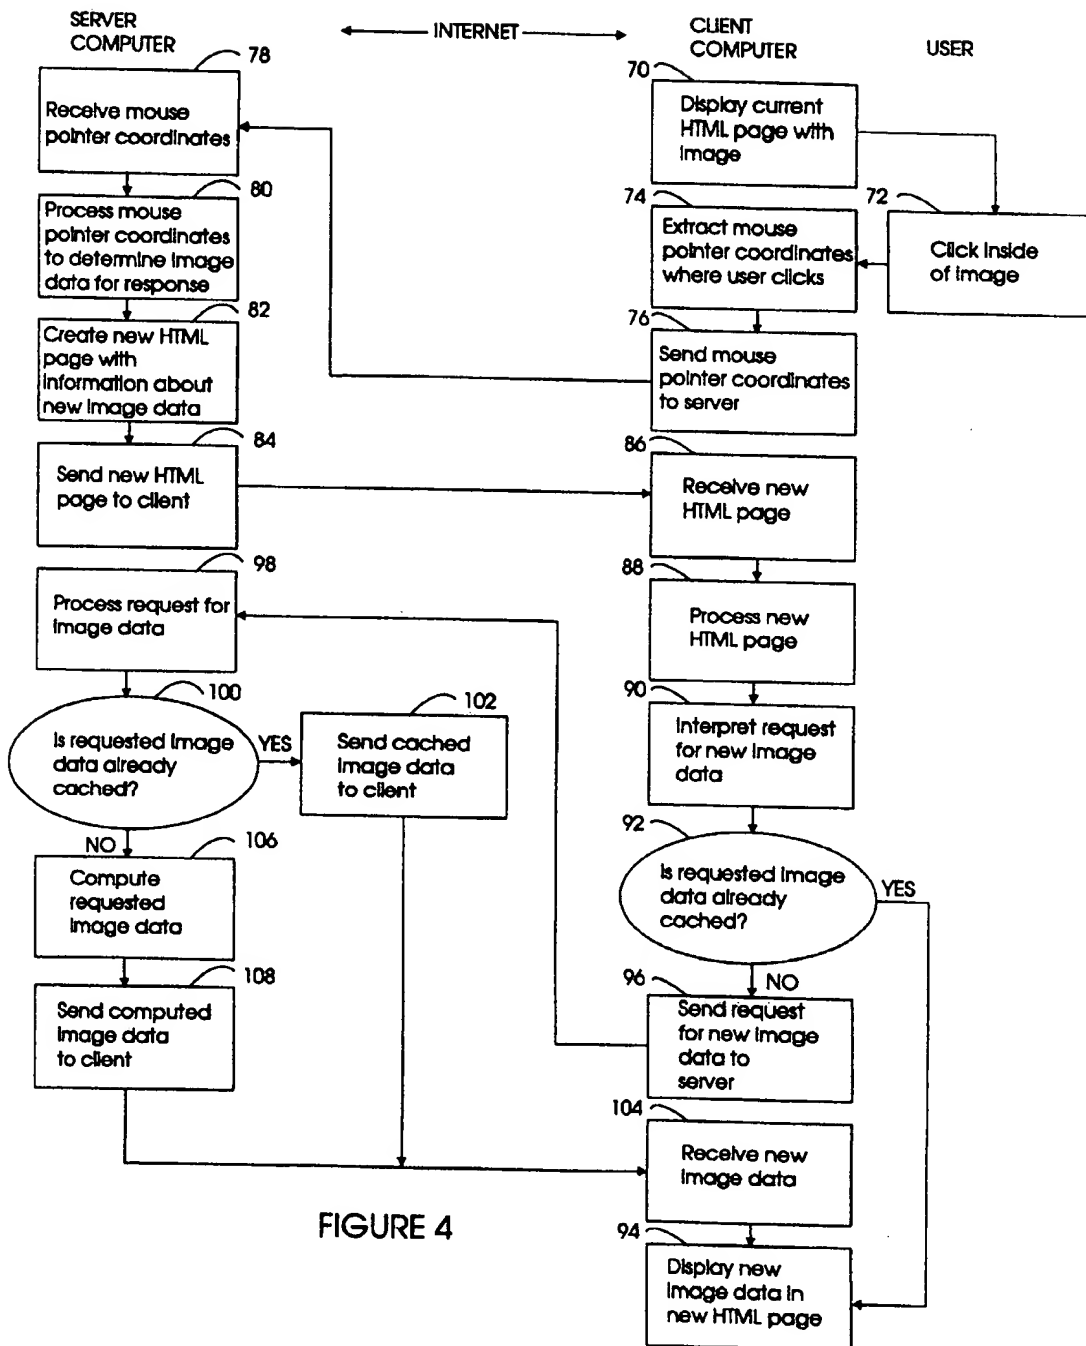 SERVER
COMPUTER
INTERNET
CLIENT
COMPUTER
USER
78
Receive mouse
pointer coordinates
70
Display current
HTML page with
image
80
Process mouse
pointer coordinates
to determine image
data for response
74
Extract mouse
pointer coordinates
where user clicks
72
Click inside
of image
82
Create new HTML
page with
information about
new image data
76
Send mouse
pointer coordinates
to server
84
Send new HTML
page to client
86
Receive new
HTML page
98
Process request for
image data
88
Process new
HTML page
100
Is requested image
data already
cached?
YES
102
Send cached
image data
to client
90
Interpret request
for new image
data
NO
106
Compute
requested
image data
92
Is requested image
data already
cached?
YES
108
Send computed
image data
to client
NO
96
Send request
for new image
data to
server
104
Receive new
image data
94
Display new
image data in
new HTML page
FIGURE 4